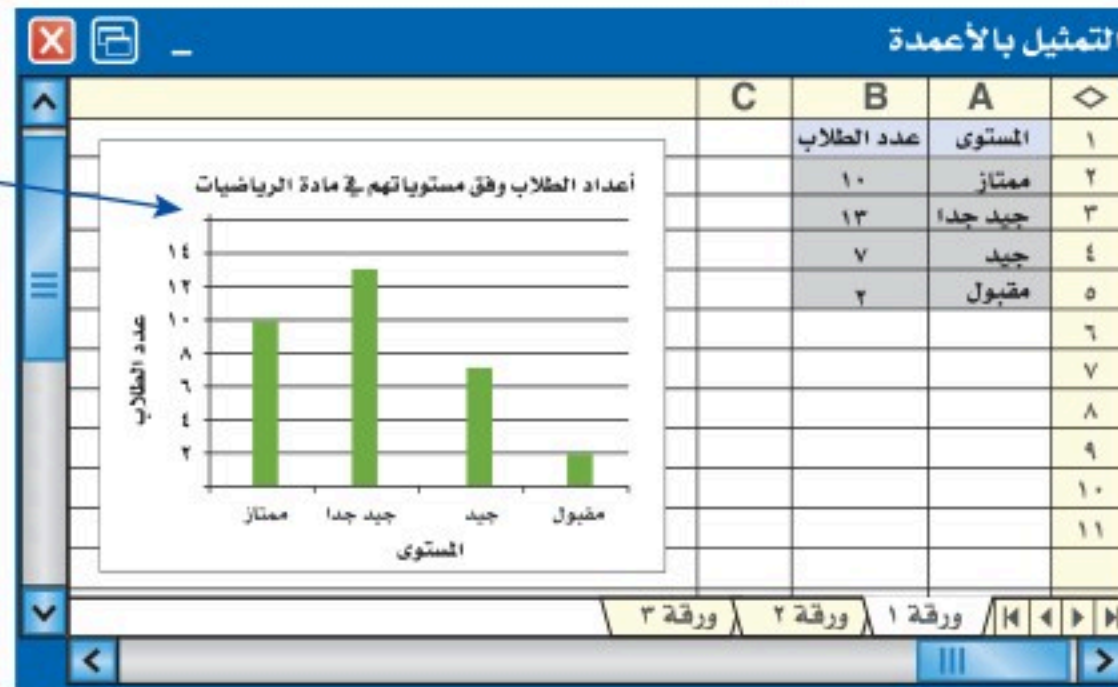 التمثيل بالأعمدة
A B C
١ المستوى عدد الطلاب
٢ ممتاز ١٠
٣ جيد جدا ١٣
٤ جيد ٧
٥ مقبول ٢
٦
٧
٨
٩
١٠
١١
أعداد الطلاب وفق مستوياتهم في مادة الرياضيات
عدد الطلاب
١٤
١٢
١٠
٨
٦
٤
٢
ممتاز جيد جدا جيد مقبول
المستوى
ورقة ١ ورقة ٢ ورقة ٣